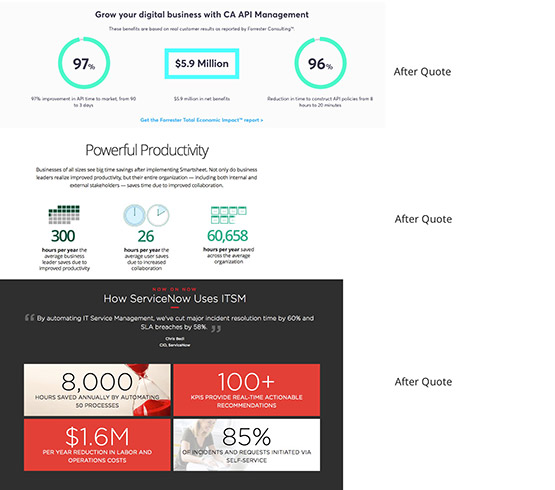 Grow your digital business with CA API Management
These benefits are based on real customer results as reported by Forrester Consulting™:
97%
$5.9 Million
96%
97% improvement in API time to market, from 90
to 3 days
$5.9 million in net benefits
Reduction in time to construct API policies from 8
hours to 20 minutes
Get the Forrester Total Economic Impact™ report >
After Quote
Powerful Productivity
Businesses of all sizes see big time savings after implementing Smartsheet. Not only do business
leaders realize improved productivity, but their entire organization — including both internal and
external stakeholders — saves time due to improved collaboration.
300
hours per year the
average business
leader saves due to
improved productivity
26
hours per year the
average user saves
due to increased
collaboration
60,658
hours per year saved
across the average
organization
After Quote
NOW ON NOW
How ServiceNow Uses ITSM
“ By automating IT Service Management, we've cut major incident resolution time by 60% and
SLA breaches by 58%. ”
Chris Bedi
CIO, ServiceNow
8,000
HOURS SAVED ANNUALLY BY AUTOMATING
50 PROCESSES
100+
KPIS PROVIDE REAL-TIME ACTIONABLE
RECOMMENDATIONS
$1.6M
PER YEAR REDUCTION IN LABOR AND
OPERATIONS COSTS
85%
OF INCIDENTS AND REQUESTS INITIATED VIA
SELF-SERVICE
After Quote